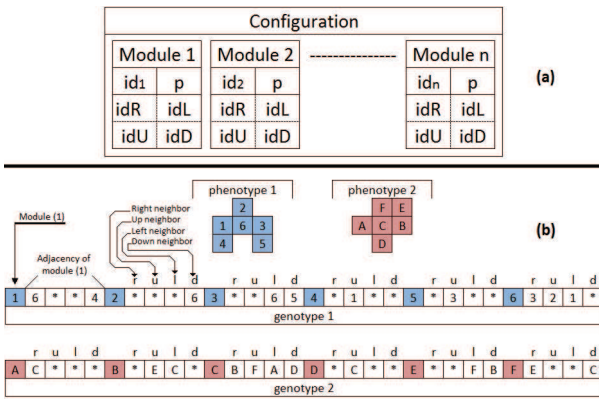 Configuration
Module 1 Module 2 -------------- Module n
id1 p id2 p idn p
idR idL idR idL idR idL
idU idD idU idD idU idD
(a)
phenotype 1 phenotype 2
Right neighbor
Up neighbor
Left neighbor
Down neighbor
Module (1)
Adjacency of
module (1)
2
1 6 3
4 5
F E
A C B
D
(b)
r u l d r u l d r u l d r u l d r u l d
1 6 * * 4 2 * * * 6 3 * * 6 5 4 * 1 * * 5 * 3 * * 6 3 2 1 *
genotype 1
r u l d r u l d r u l d r u l d r u l d r u l d
A C * * * B * E C * C B F A D D * C * * E * * F B F E * * C
genotype 2